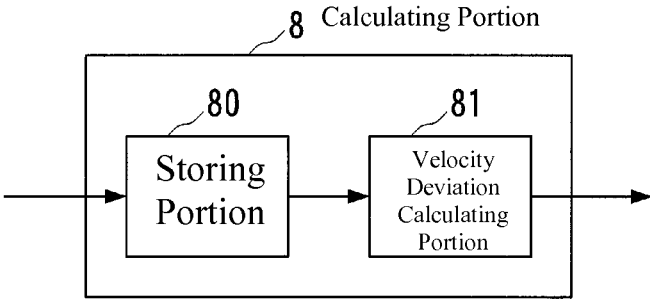 8 Calculating Portion
80
81
Storing
Portion
Velocity
Deviation
Calculating
Portion